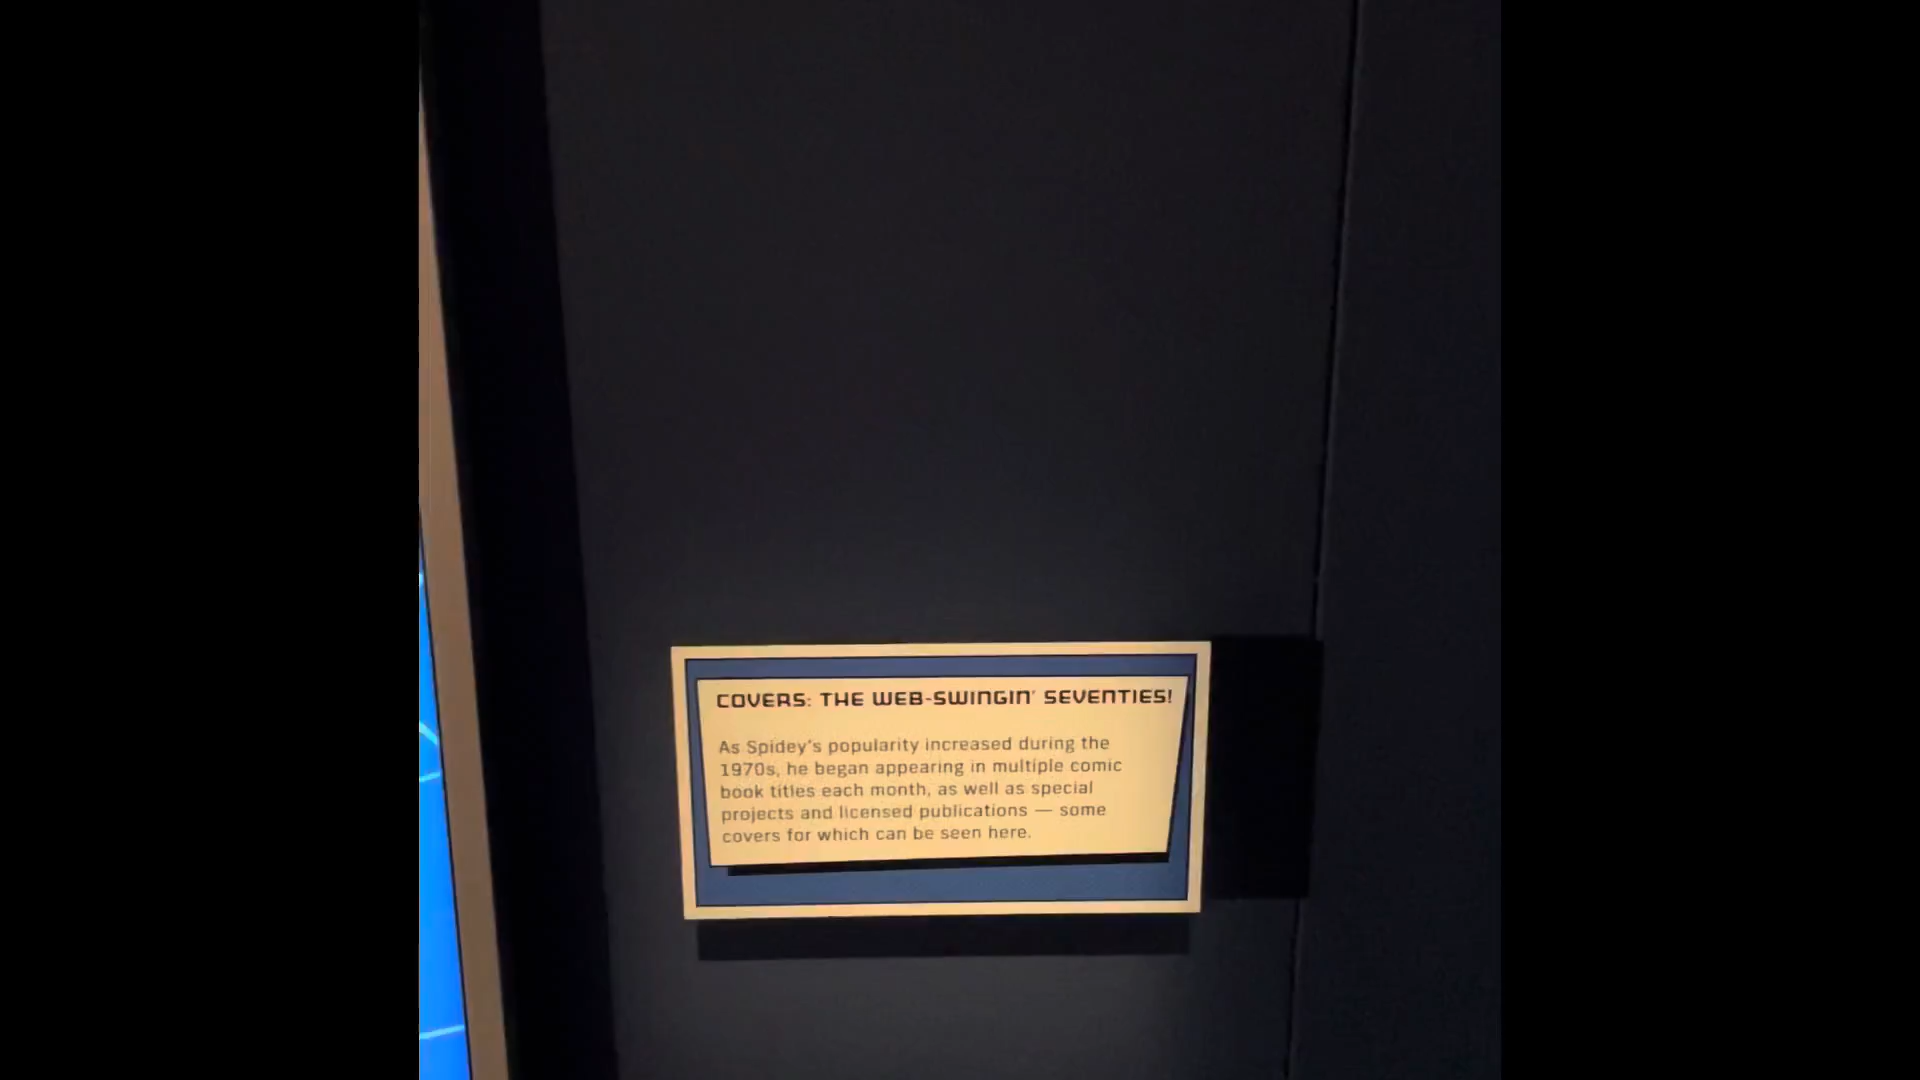 COVERS: THE WEB-SWINGIN' SEVENTIES!
As Spidey's popularity increased during the
1970s, he began appearing in multiple comic
book titles each month, as well as special
projects and licensed publications — some
covers for which can be seen here.